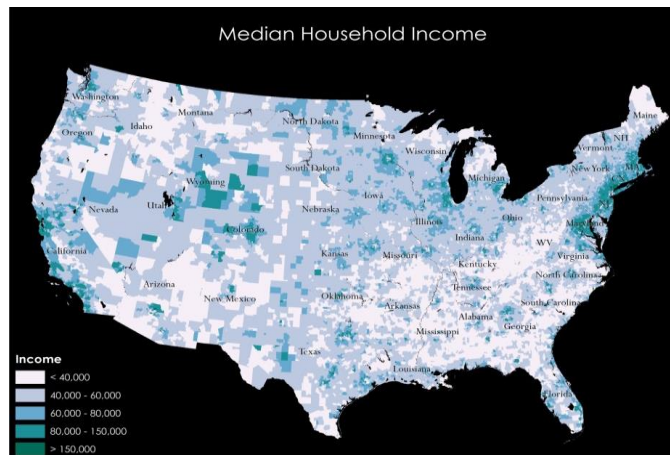 Median Household Income
Washington
Montana
North Dakota
Minnesota
Maine
Oregon
Idaho
Wisconsin
Vermont
NH
South Dakota
Michigan
New York
MA
Wyoming
Iowa
Nebraska
Pennsylvania
Nevada
Utah
Illinois
Ohio
NJ
Colorado
Indiana
Maryland
California
Kansas
Missouri
WV
Virginia
Kentucky
Arizona
New Mexico
Oklahoma
Tennessee
North Carolina
Arkansas
South Carolina
Alabama
Georgia
Mississippi
Texas
Louisiana
Florida
Income
< 40,000
40,000 - 60,000
60,000 - 80,000
80,000 - 150,000
> 150,000